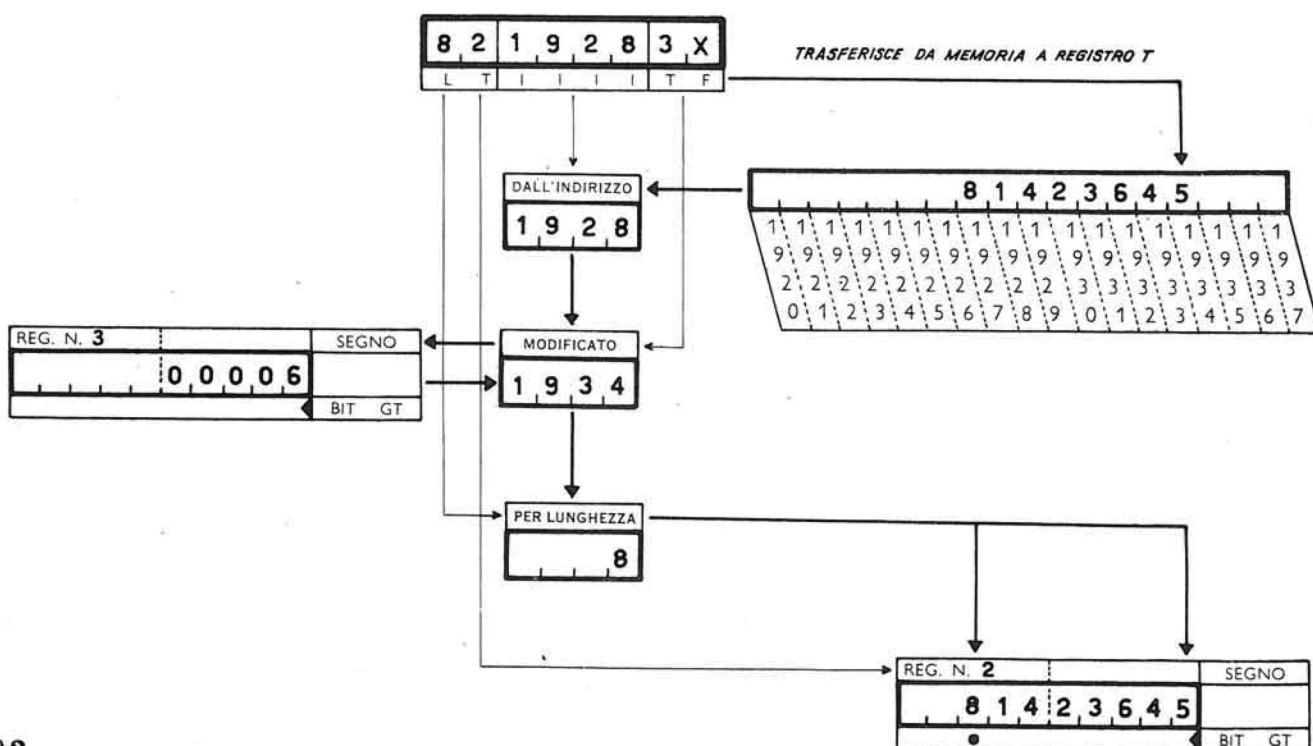 8 2 1 9 2 8 3 X
L T I I I I T F
TRASFERISCE DA MEMORIA A REGISTRO T
DALL'INDIRIZZO
1 9 2 8
8 1 4 2 3 6 4 5
1 1 1 1 1 1 1 1 1 1 1 1 1 1 1 1 1 1
9 9 9 9 9 9 9 9 9 9 9 9 9 9 9 9 9 9
2 2 2 2 2 2 2 2 2 2 3 3 3 3 3 3 3 3
0 1 2 3 4 5 6 7 8 9 0 1 2 3 4 5 6 7
REG. N. 3 SEGNO
0 0 0 0 6
BIT GT
MODIFICATO
1 9 3 4
PER LUNGHEZZA
8
REG. N. 2 SEGNO
8 1 4 2 3 6 4 5
BIT GT